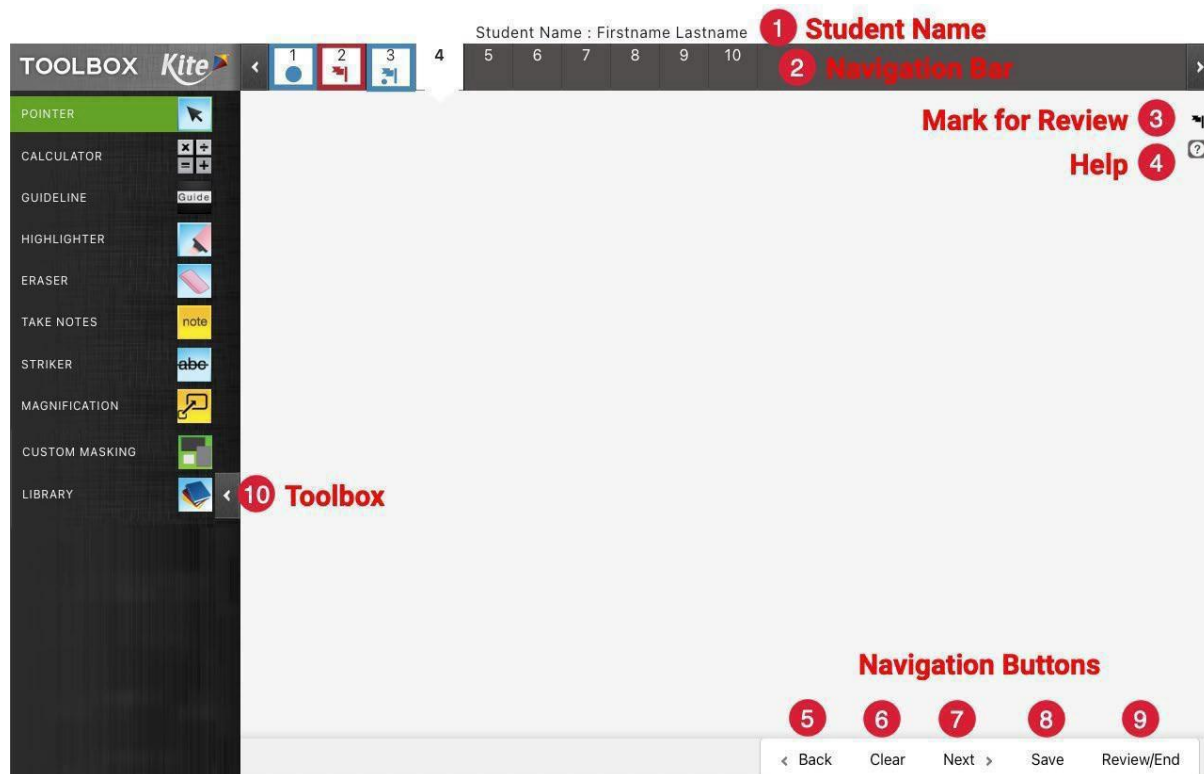 Student Name : Firstname Lastname 1 Student Name
TOOLBOX Kite 1 2 3 4 5 6 7 8 9 10 2 Navigation Bar
POINTER
Mark for Review 3
CALCULATOR
Help 4 ?
GUIDELINE Guide
HIGHLIGHTER
ERASER
TAKE NOTES note
STRIKER abc
MAGNIFICATION
CUSTOM MASKING
LIBRARY 10 Toolbox
Navigation Buttons
5 6 7 8 9
< Back Clear Next > Save Review/End